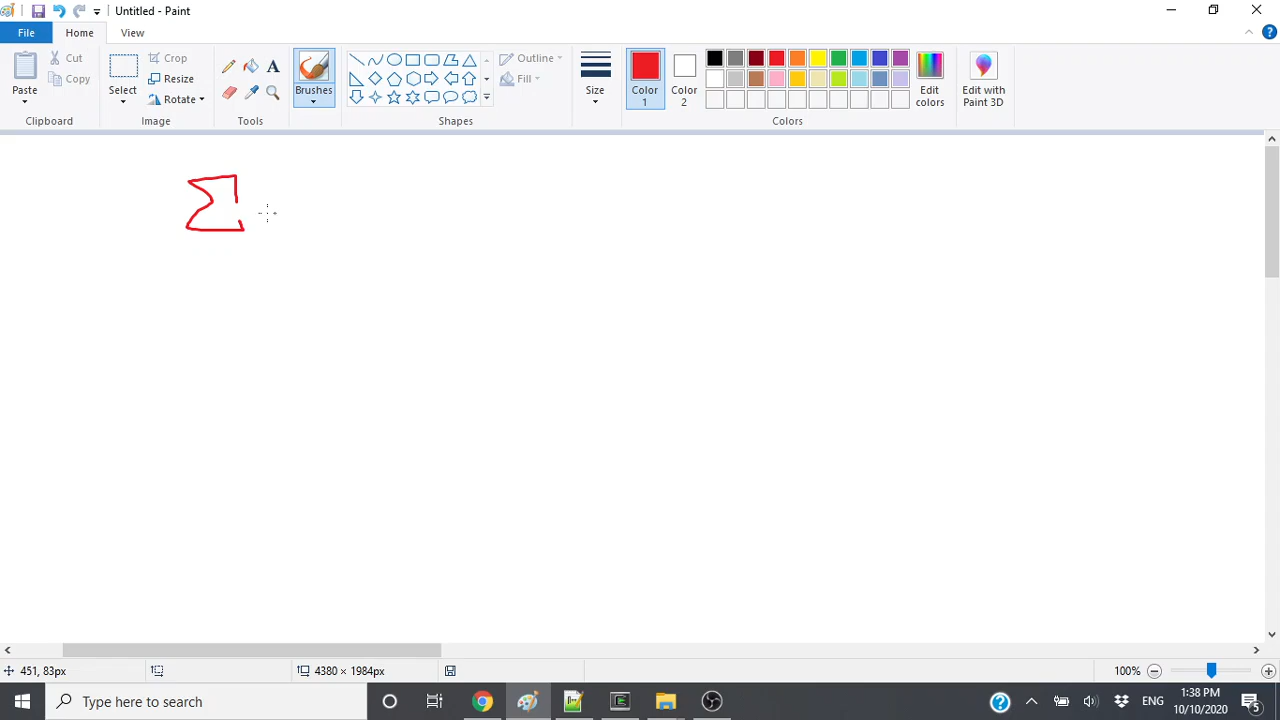 Untitled - Paint
File Home View
Paste
Cut
Copy
Clipboard
Select
Crop
Resize
Rotate
Image
Tools
Brushes
Shapes
Outline
Fill
Size
Color 1
Color 2
Edit colors
Edit with Paint 3D
Colors
Σ
451, 83px
4380 × 1984px
100%
Type here to search
ENG
1:38 PM
10/10/2020
5